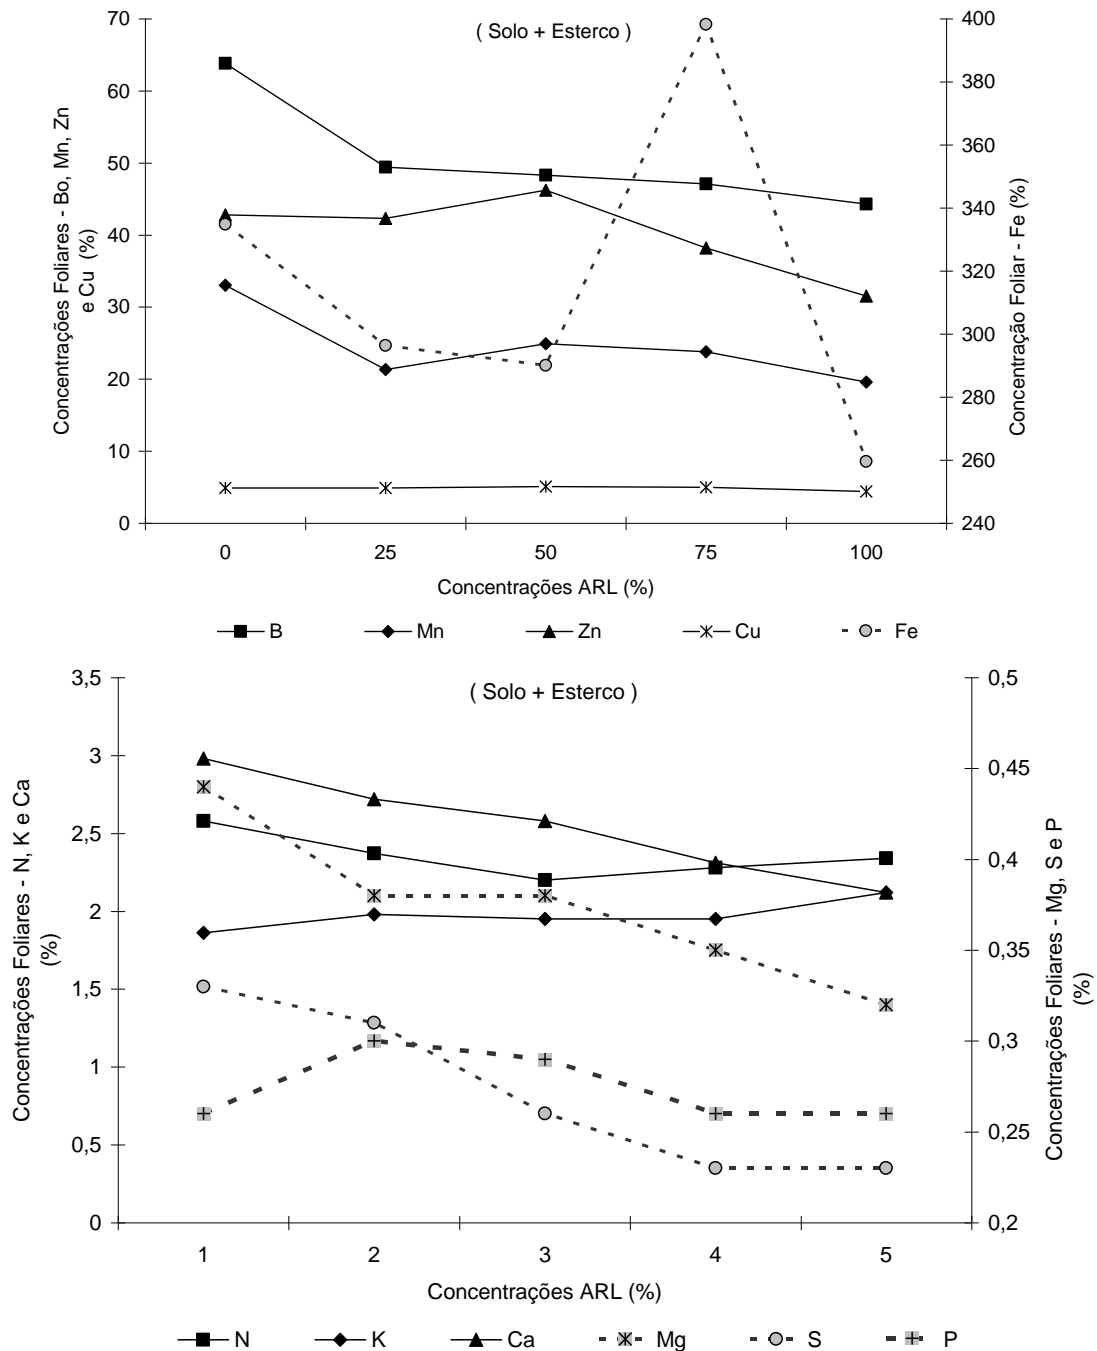 ( Solo + Esterco )
Concentrações Foliares - Bo, Mn, Zn
e Cu (%)
70
60
50
40
30
20
10
0
400
380
360
340
320
300
280
260
240
Concentração Foliar - Fe (%)
0 25 50 75 100
Concentrações ARL (%)
B Mn Zn Cu Fe
( Solo + Esterco )
Concentrações Foliares - N, K e Ca
(%)
3,5
3
2,5
2
1,5
1
0,5
0
0,5
0,45
0,4
0,35
0,3
0,25
0,2
Concentrações Foliares - Mg, S e P
(%)
1 2 3 4 5
Concentrações ARL (%)
N K Ca Mg S P